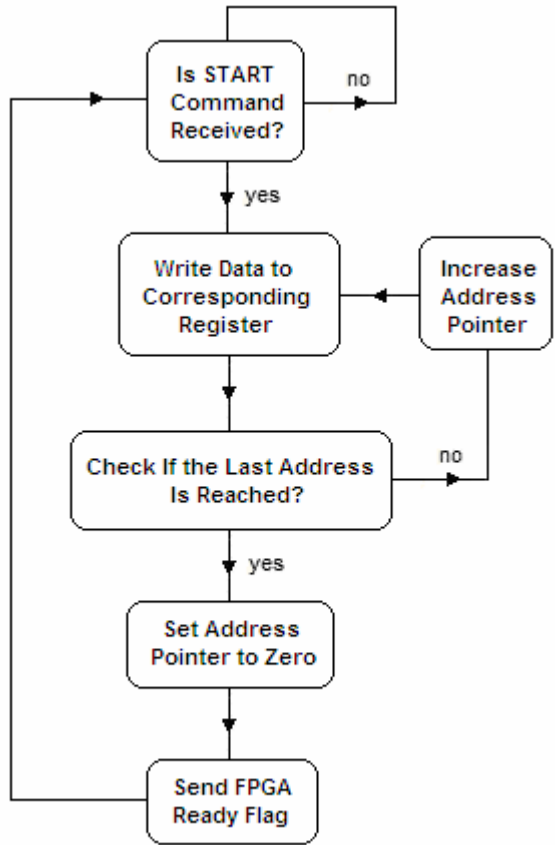 Is START
Command
Received?
no
yes
Write Data to
Corresponding
Register
Increase
Address
Pointer
Check If the Last Address
Is Reached?
no
yes
Set Address
Pointer to Zero
Send FPGA
Ready Flag